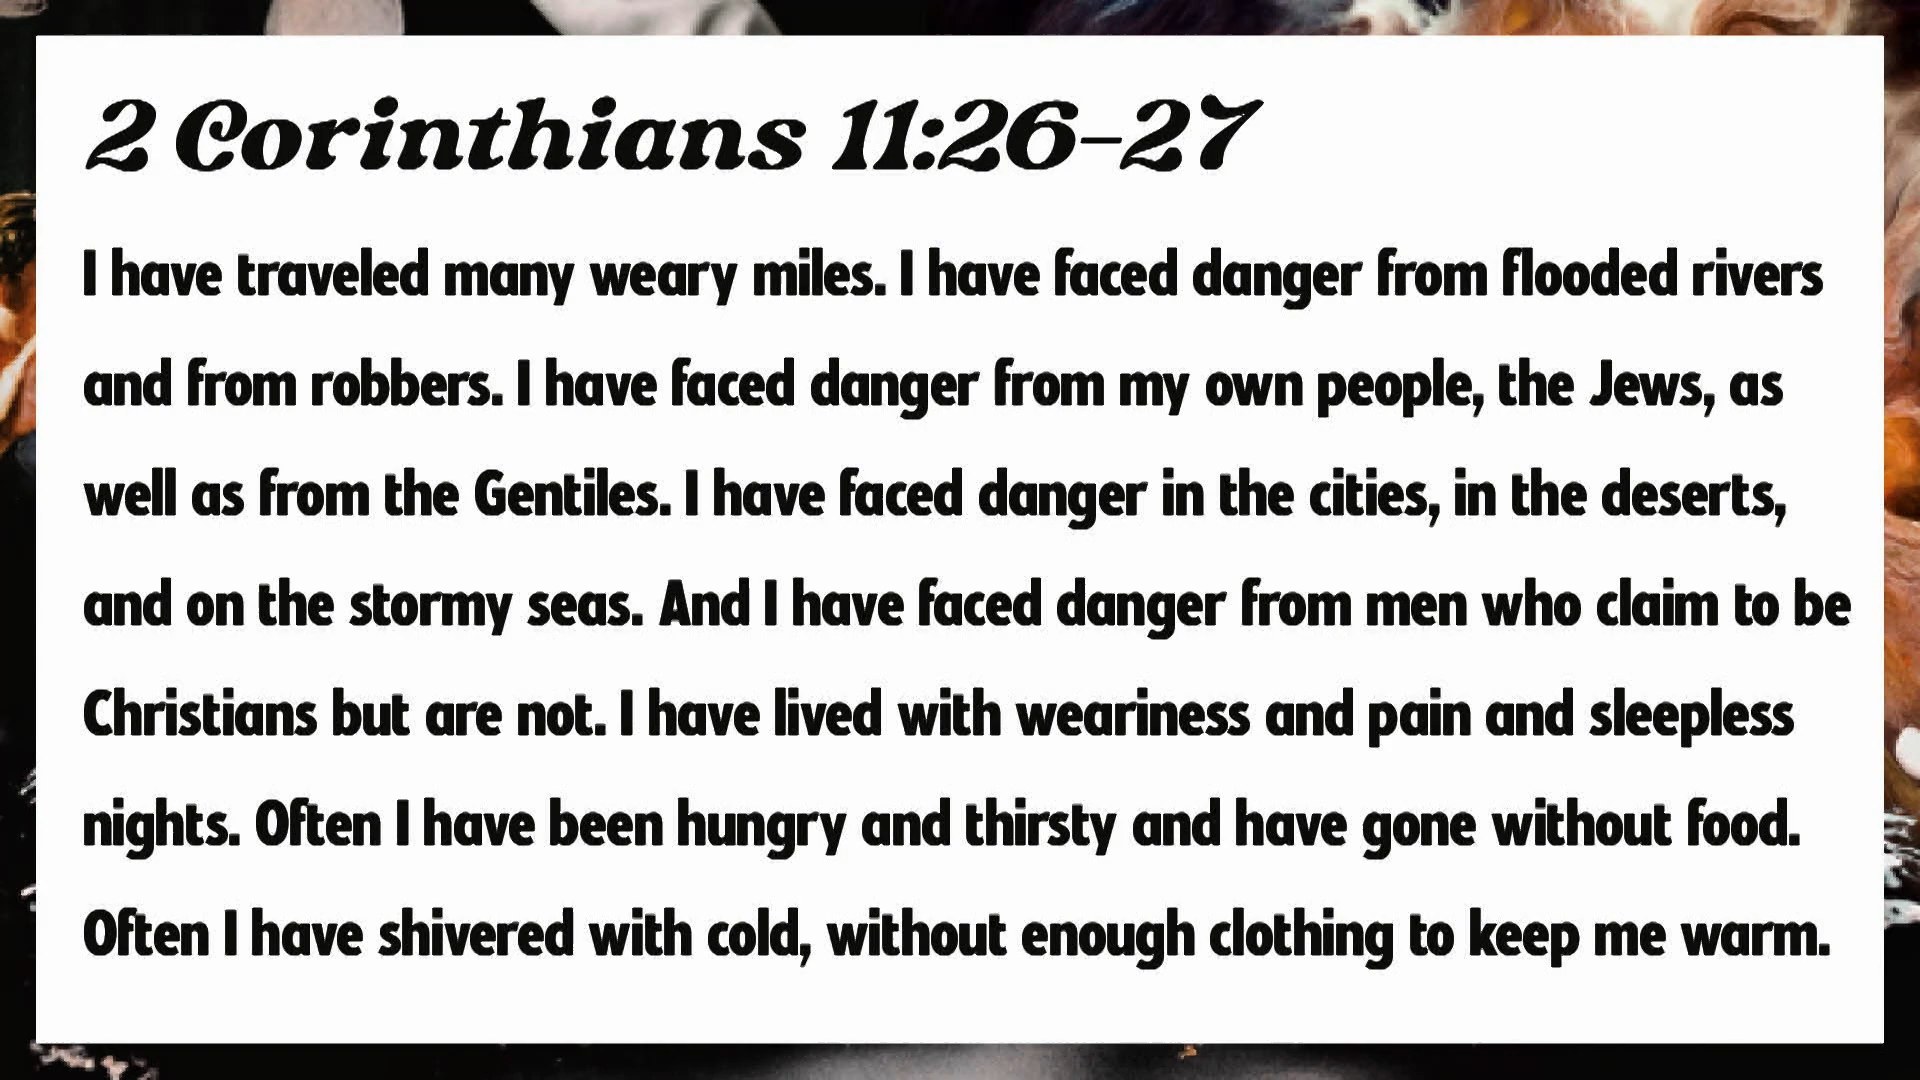 2 Corinthians 11:26–27
I have traveled many weary miles. I have faced danger from flooded rivers
and from robbers. I have faced danger from my own people, the Jews, as
well as from the Gentiles. I have faced danger in the cities, in the deserts,
and on the stormy seas. And I have faced danger from men who claim to be
Christians but are not. I have lived with weariness and pain and sleepless
nights. Often I have been hungry and thirsty and have gone without food.
Often I have shivered with cold, without enough clothing to keep me warm.